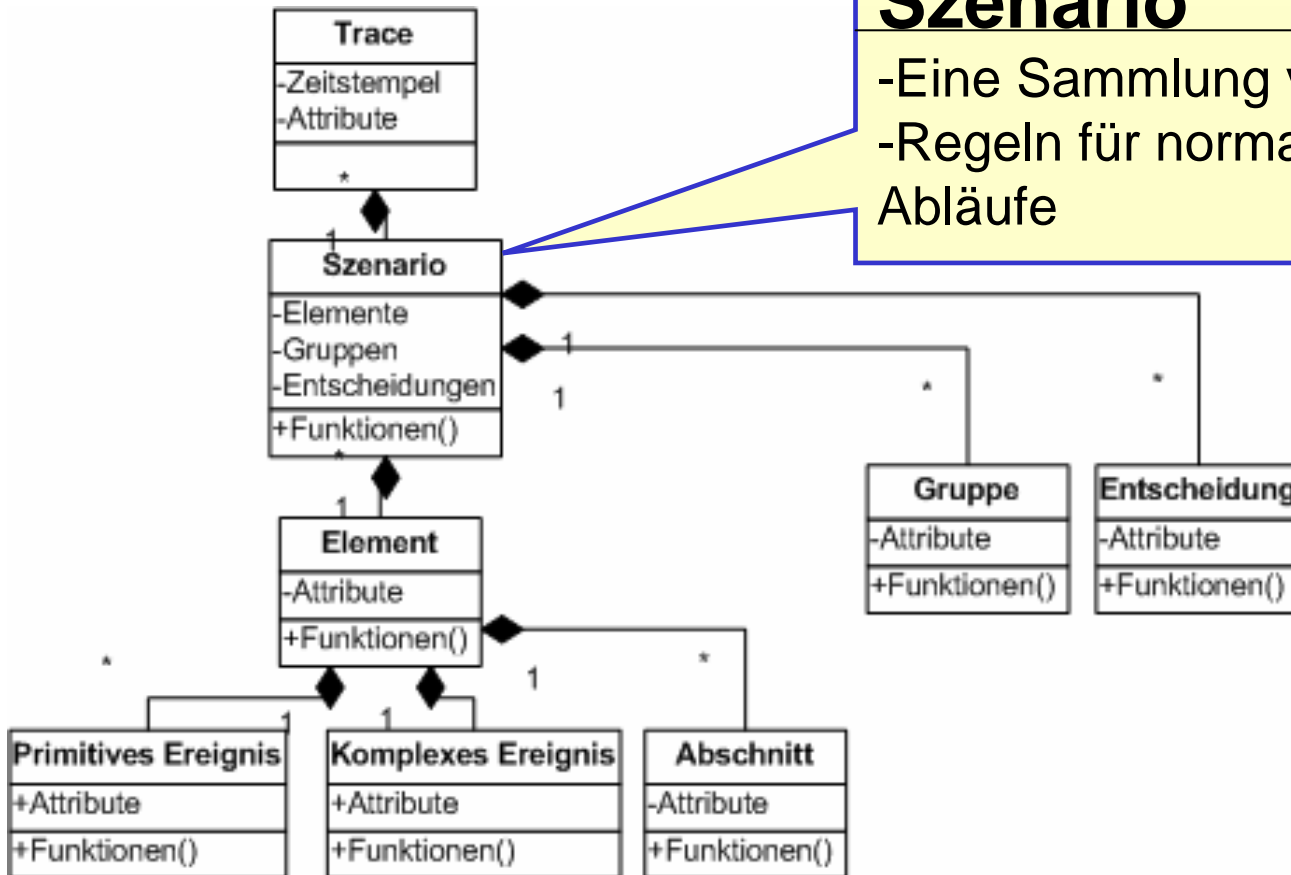 Trace
-Zeitstempel
-Attribute
*
1
Szenario
-Eine Sammlung
-Regeln für
Abläufe
Szenario
-Elemente
-Gruppen
-Entscheidungen
+Funktionen()
1
1
*
*
*
1
Gruppe
-Attribute
+Funktionen()
Entscheidung
-Attribute
+Funktionen()
Element
-Attribute
+Funktionen()
*
1
*
1
1
Primitives Ereignis
+Attribute
+Funktionen()
Komplexes Ereignis
+Attribute
+Funktionen()
Abschnitt
-Attribute
+Funktionen()